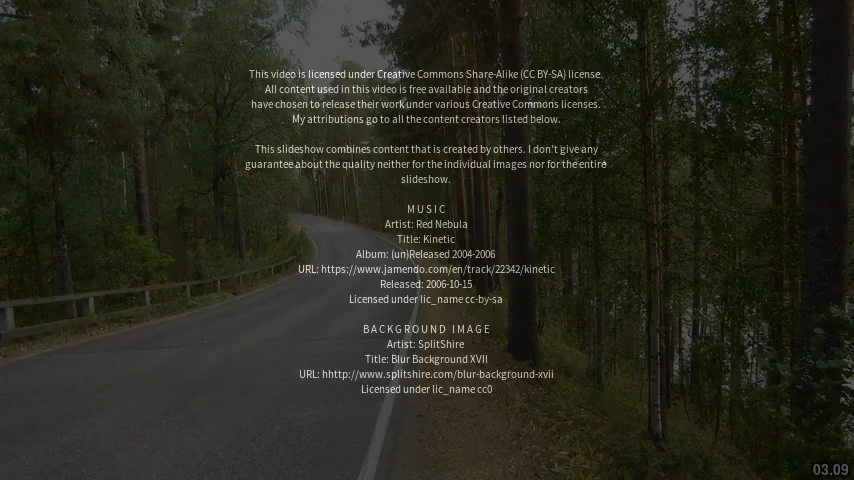 This video is licensed under Creative Commons Share-Alike (CC BY-SA) license.
All content used in this video is free available and the original creators
have chosen to release their work under various Creative Commons licenses.
My attributions go to all the content creators listed below.
This slideshow combines content that is created by others. I don't give any
guarantee about the quality neither for the individual images nor for the entire
slideshow.
MUSIC
Artist: Red Nebula
Title: Kinetic
Album: (un)Released 2004-2006
URL: https://www.jamendo.com/en/track/22342/kinetic
Released: 2006-10-15
Licensed under lic_name cc-by-sa
BACKGROUND IMAGE
Artist: SplitShire
Title: Blur Background XVII
URL: hhttp://www.splitshire.com/blur-background-xvii
Licensed under lic_name cc0
03.09